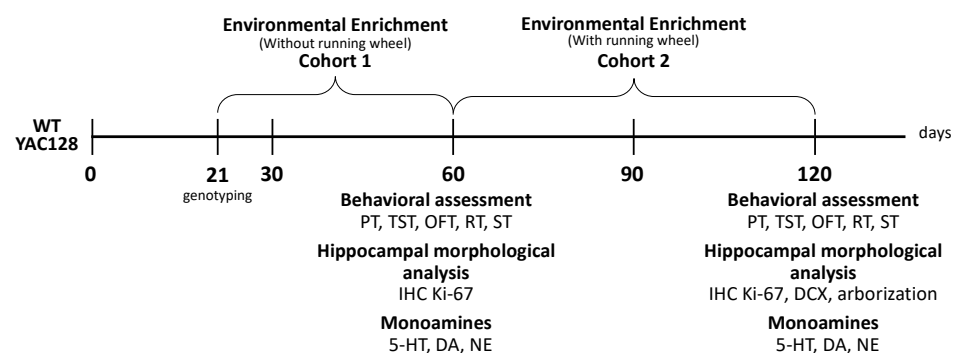 Environmental Enrichment
(Without running wheel)
Cohort 1
Environmental Enrichment
(With running wheel)
Cohort 2
WT
YAC128
days
0
21
30
60
90
120
genotyping
Behavioral assessment
PT, TST, OFT, RT, ST
Hippocampal morphological
analysis
IHC Ki-67
Monoamines
5-HT, DA, NE
Behavioral assessment
PT, TST, OFT, RT, ST
Hippocampal morphological
analysis
IHC Ki-67, DCX, arborization
Monoamines
5-HT, DA, NE